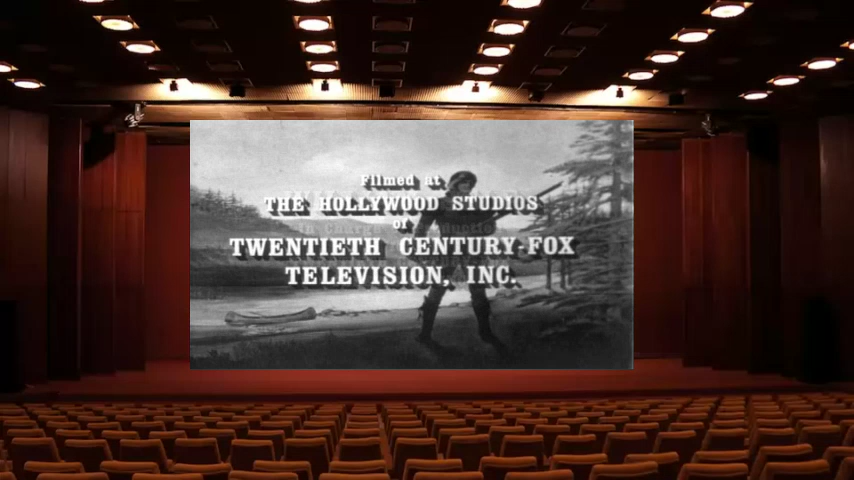 Filmed at
THE HOLLYWOOD STUDIOS
of
TWENTIETH CENTURY-FOX
TELEVISION, INC.